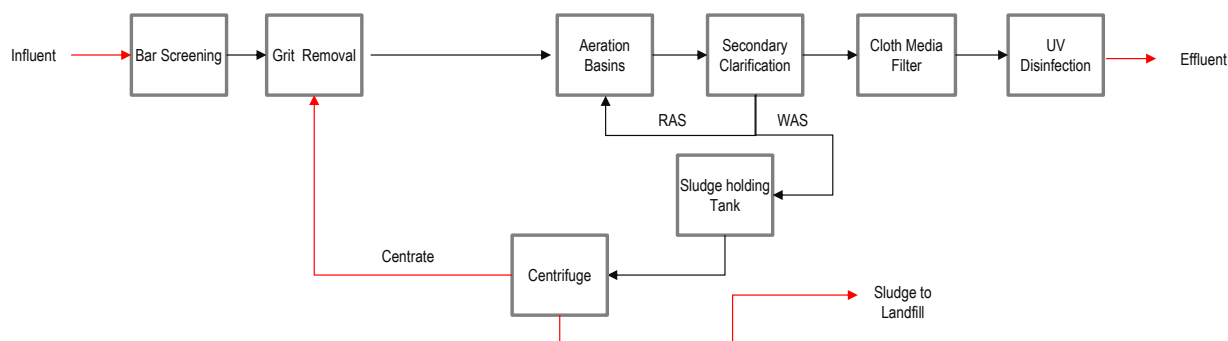 Influent
Bar Screening
Grit Removal
Aeration
Basins
Secondary
Clarification
Cloth Media
Filter
UV
Disinfection
Effluent
RAS
WAS
Sludge holding
Tank
Centrate
Centrifuge
Sludge to
Landfill